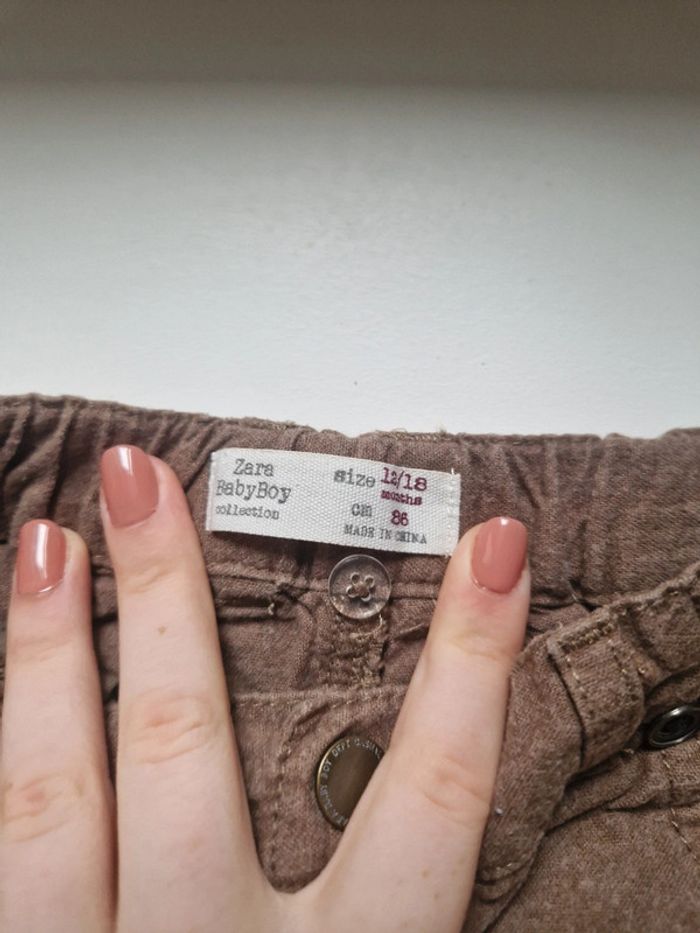 Zara
BabyBoy
collection
size 12/18
months
cm 86
MADE IN CHINA